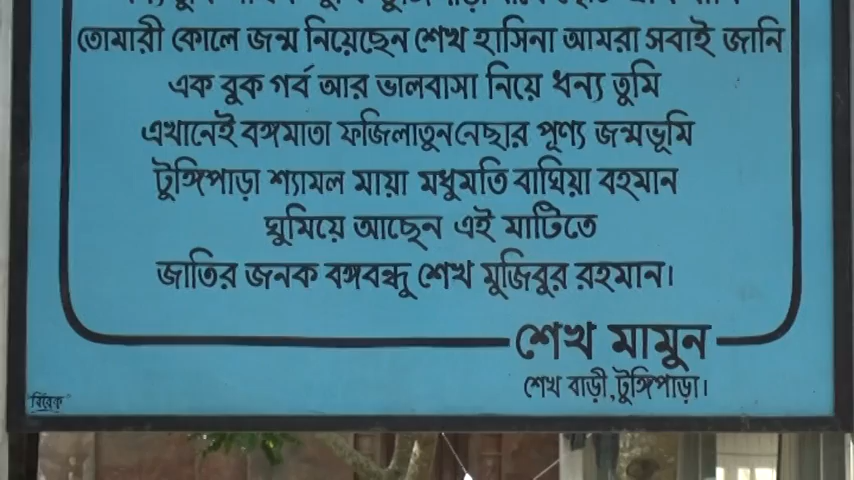 তোমারী কোলে জন্ম নিয়েছেন শেখ হাসিনা আমরা সবাই জানি
এক বুক গর্ব আর ভালবাসা নিয়ে ধন্য তুমি
এখানেই বঙ্গমাতা ফজিলাতুননেছার পূণ্য জন্মভূমি
টুঙ্গিপাড়া শ্যামল মায়া মধুমতি বাঘিয়া বহমান
ঘুমিয়ে আছেন এই মাটিতে
জাতির জনক বঙ্গবন্ধু শেখ মুজিবুর রহমান।
শেখ মামুন
শেখ বাড়ী, টুঙ্গিপাড়া।
বিবেক